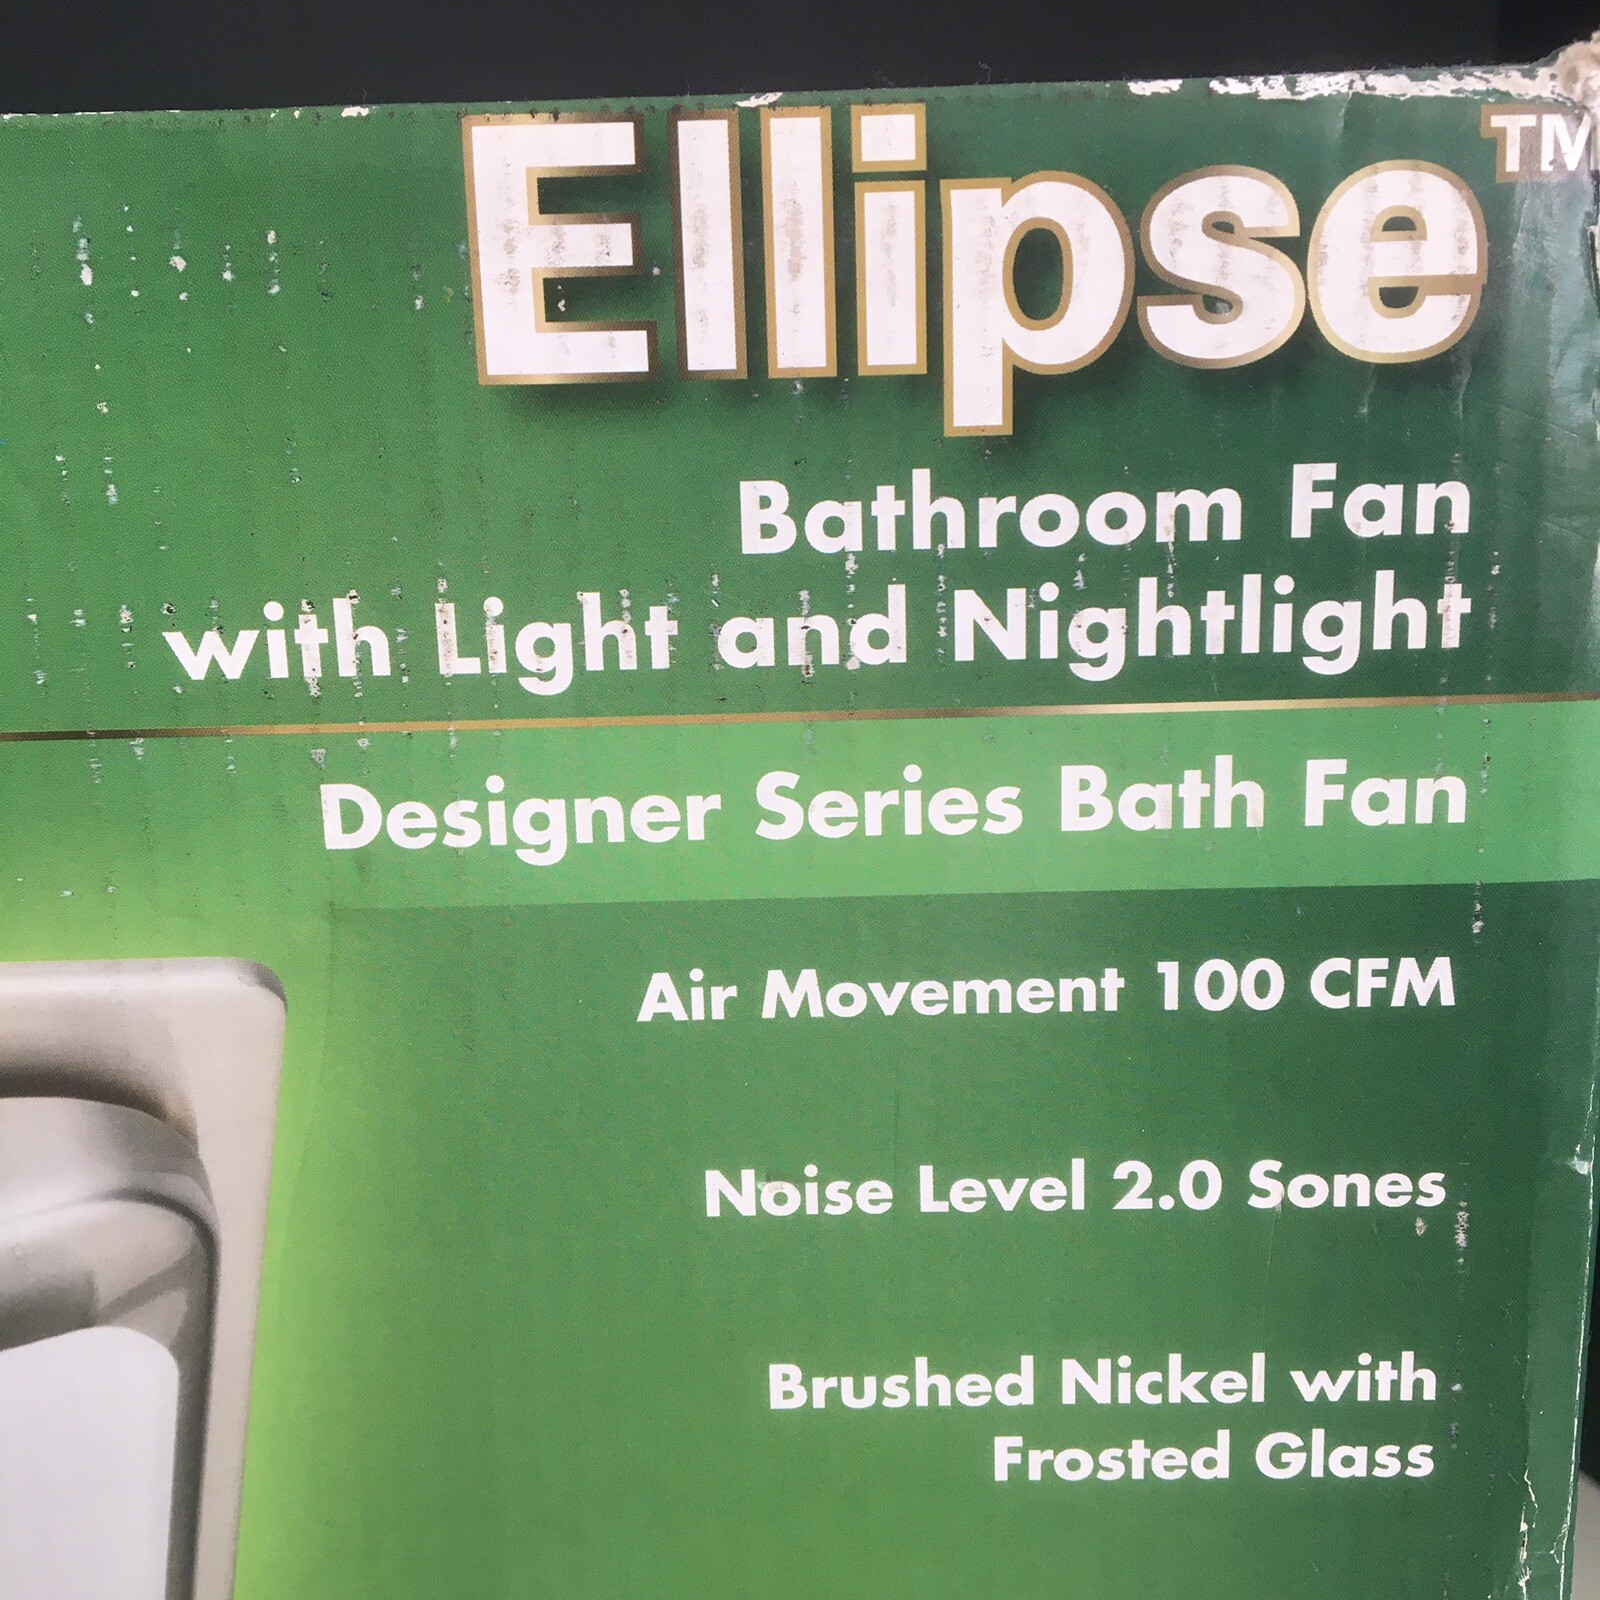 Ellipse™
Bathroom Fan
with Light and Nightlight
Designer Series Bath Fan
Air Movement 100 CFM
Noise Level 2.0 Sones
Brushed Nickel with
Frosted Glass